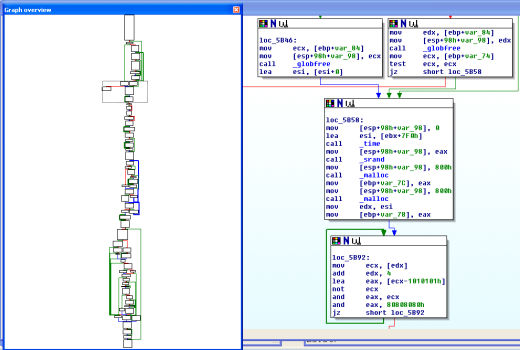 Graph overview
loc_5B46:
mov ecx, [ebp+var_84]
mov [esp+98h+var_98], ecx
call _globfree
lea esi, [esi+0]
mov edx, [ebp+var_84]
mov [esp+98h+var_98], edx
call _globfree
mov ecx, [ebp+var_74]
test ecx, ecx
jz short loc_5B58
loc_5B58:
mov [esp+98h+var_98], 0
lea esi, [ebx+7F0h]
call _time
mov [esp+98h+var_98], eax
call _srand
mov [esp+98h+var_98], 800h
call _malloc
mov [ebp+var_7C], eax
mov [esp+98h+var_98], 800h
call _malloc
mov edx, esi
mov [ebp+var_78], eax
loc_5B92:
mov ecx, [edx]
add edx, 4
lea eax, [ecx-1010101h]
not ecx
and eax, ecx
and eax, 80808080h
jz short loc_5B92